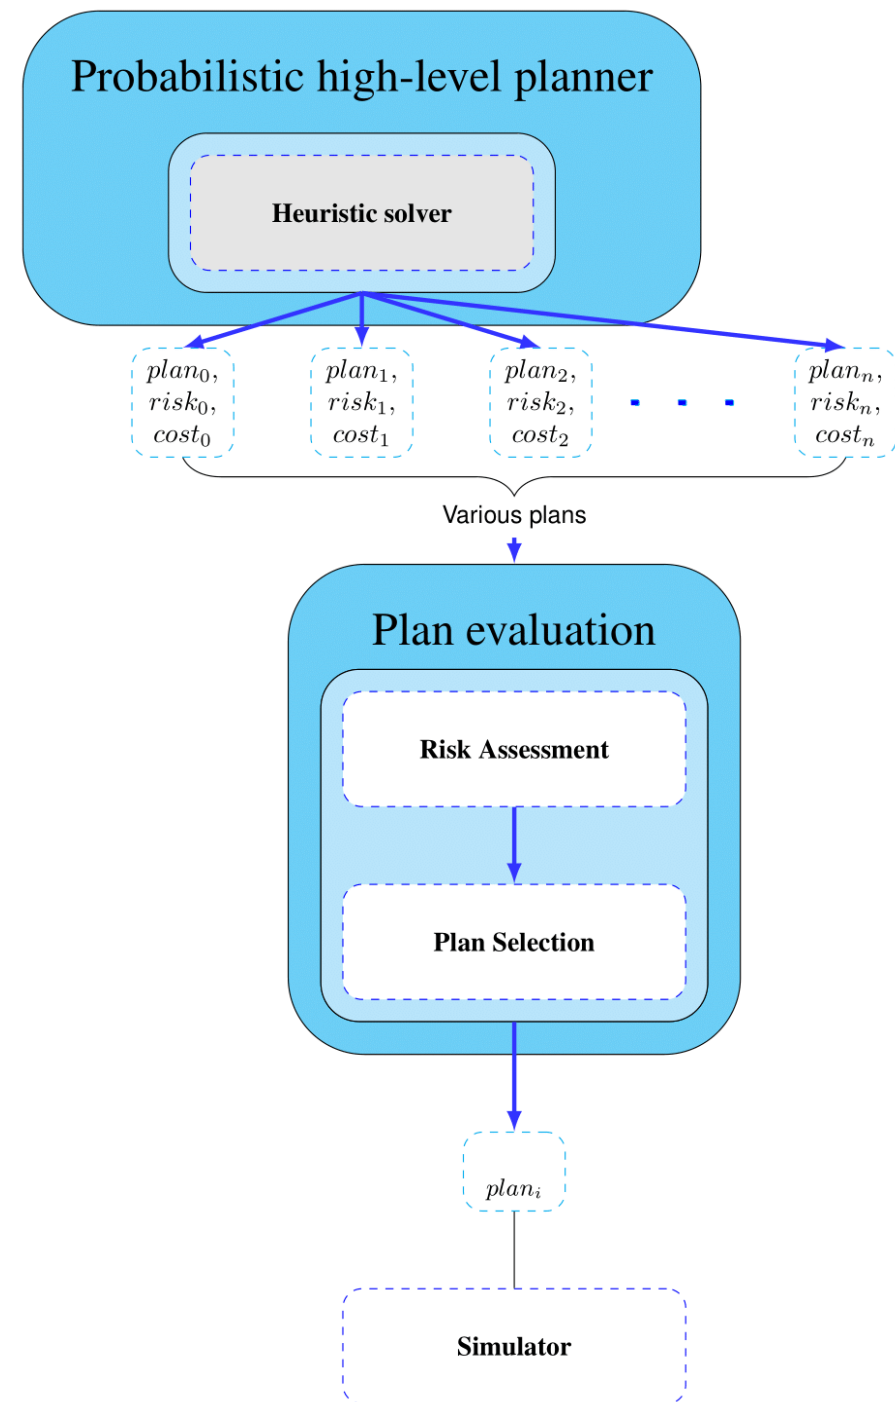 Probabilistic high-level planner
Heuristic solver
plan₀, plan₁, plan₂, planₙ,
risk₀, risk₁, risk₂, . . . riskₙ,
cost₀ cost₁ cost₂ costₙ
Various plans
Plan evaluation
Risk Assessment
Plan Selection
planᵢ
Simulator